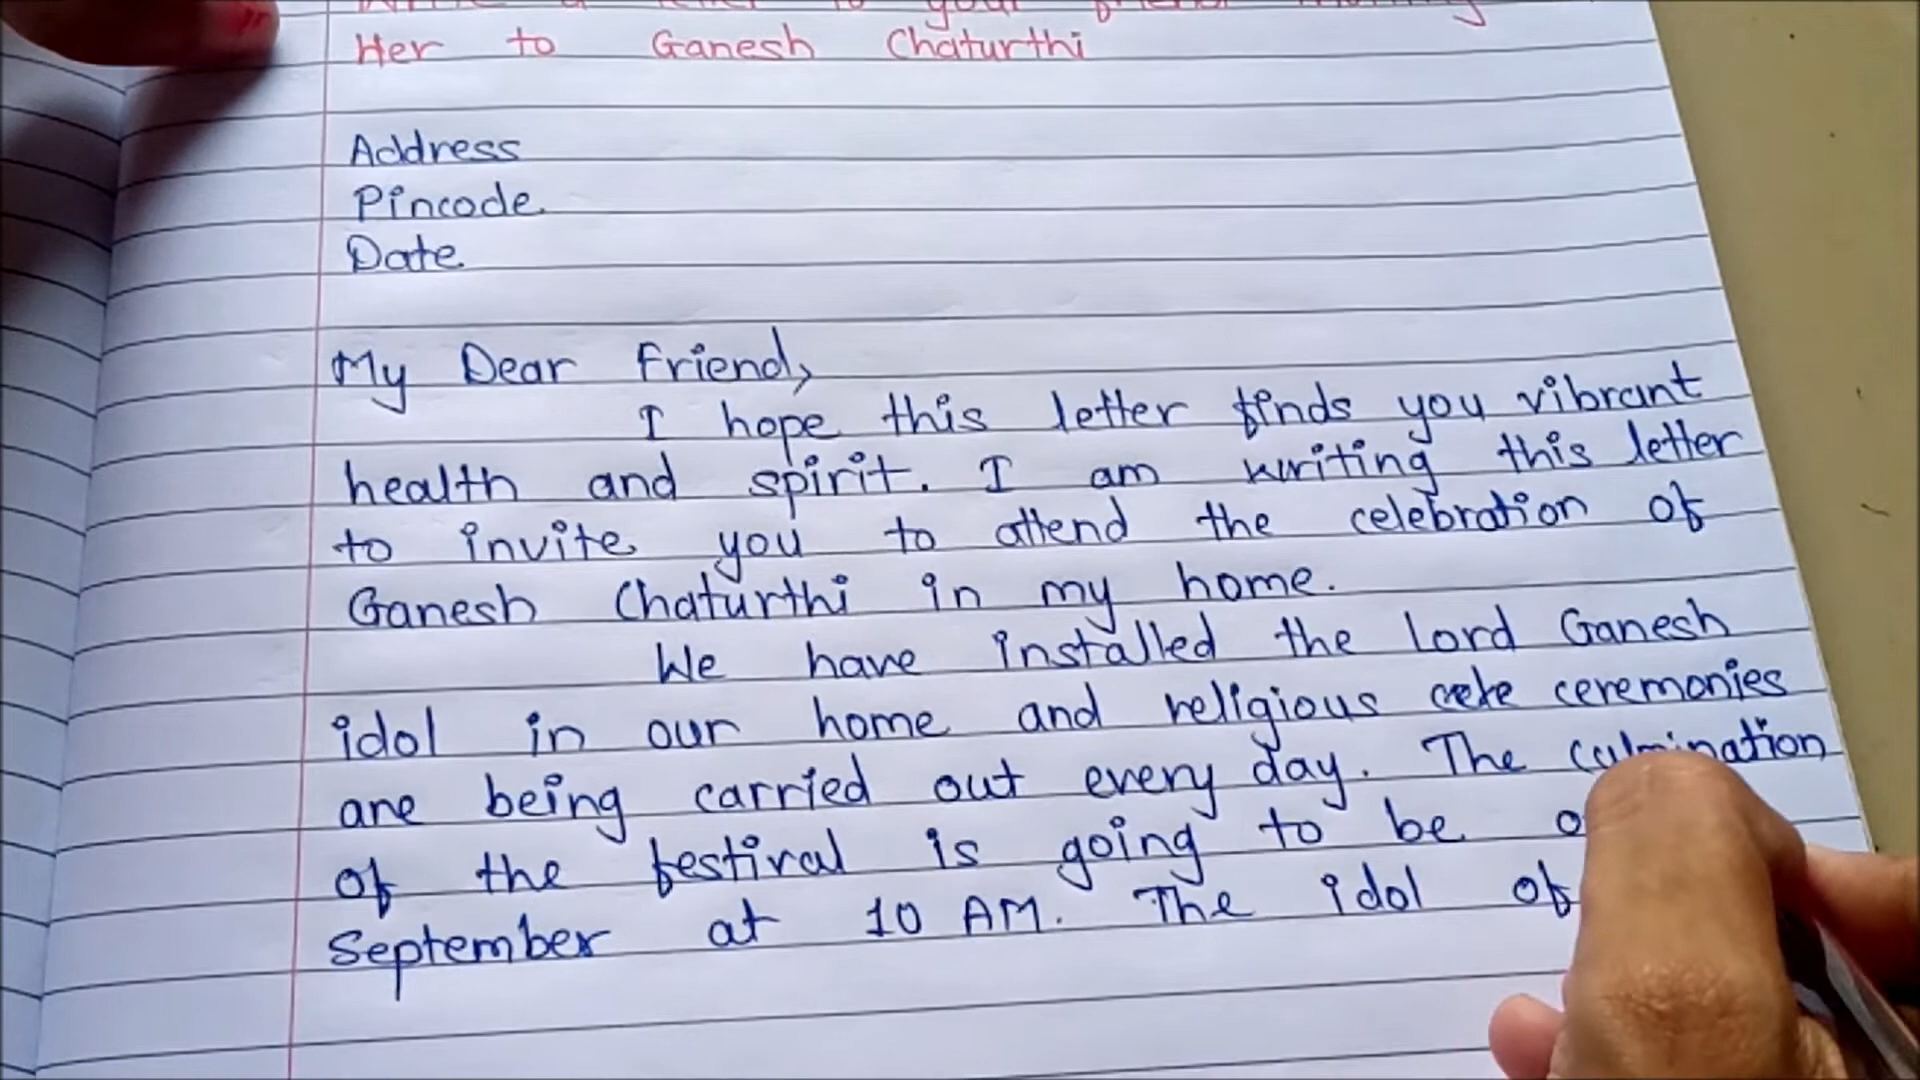 Her to Ganesh Chaturthi
Address
Pincode
Date
My Dear Friend,
I hope this letter finds you vibrant
health and spirit. I am writing this letter
to invite you to attend the celebration of
Ganesh Chaturthi in my home.
We have installed the lord Ganesh
idol in our home and religious cere ceremonies
are being carried out every day. The culmination
of the festival is going to be
September at 10 AM. The idol of